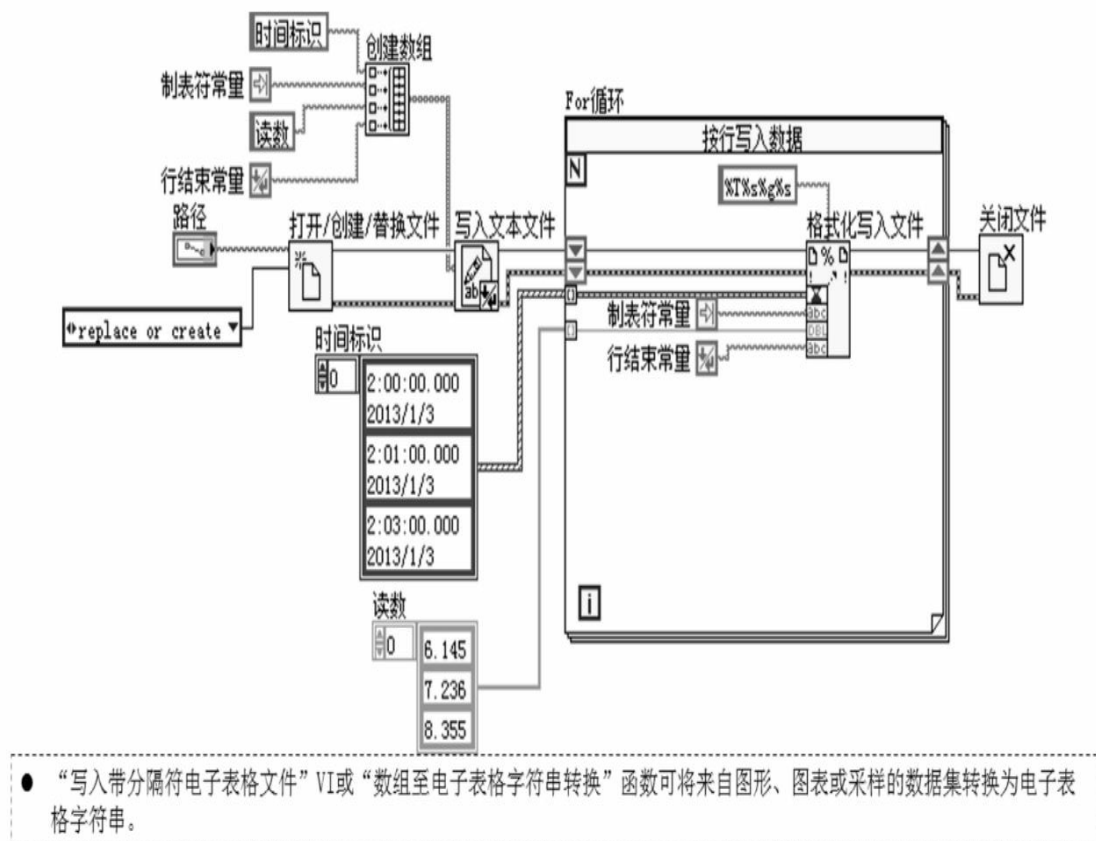 时间标识
创建数组
制表符常量
读数
行结束常量
路径
打开/创建/替换文件
写入文本文件
replace or create
For循环
按行写入数据
N
%T%s%g%s
格式化写入文件
% 
ab
abc
DBL
abc
制表符常量
行结束常量
i
关闭文件
时间标识
0
2:00:00.000
2013/1/3
2:01:00.000
2013/1/3
2:03:00.000
2013/1/3
读数
0
6.145
7.236
8.355
● “写入带分隔符电子表格文件”VI或“数组至电子表格字符串转换”函数可将来自图形、图表或采样的数据集转换为电子表
格字符串。